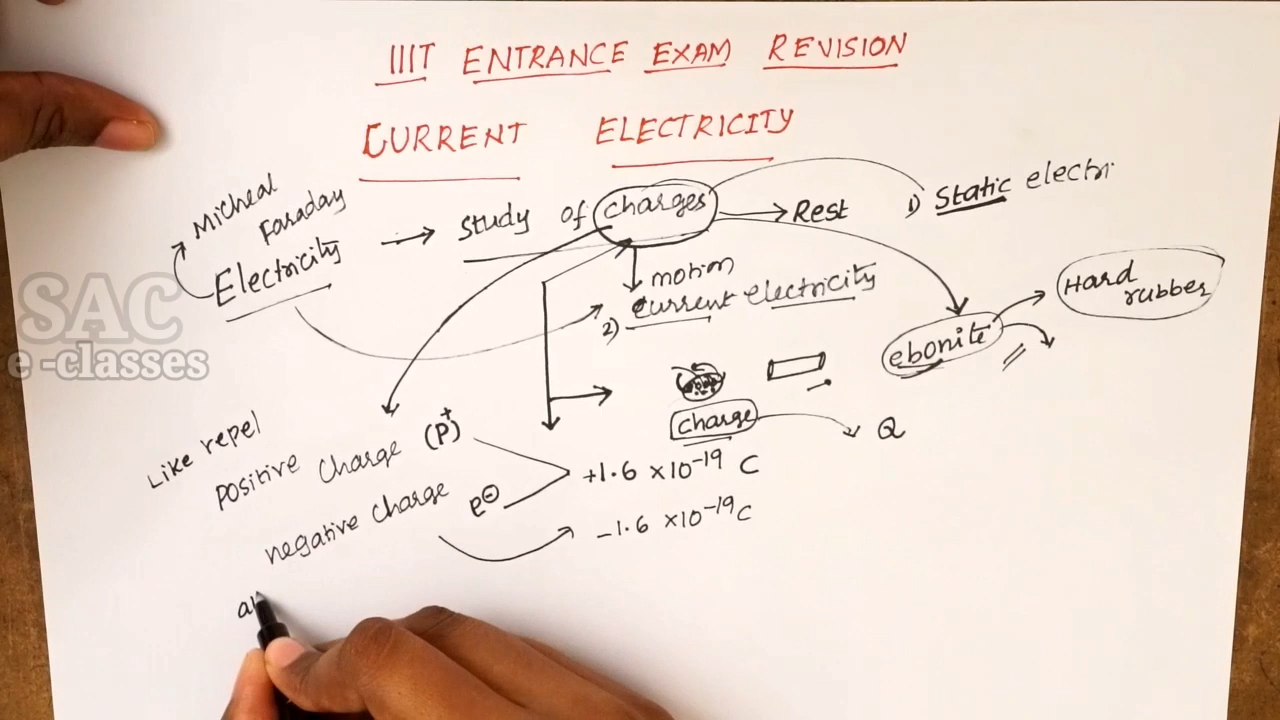 IIIT ENTRANCE EXAM REVISION
CURRENT ELECTRICITY
Micheal
Faraday
Electricity → study of charges → Rest
1) Static electri
motion
2) Current electricity
Hard
rubber
ebonite
SAC
e-classes
charge
Q
Like repel
positive charge (P⁺)
+1.6 ×10⁻¹⁹ C
negative charge e⊖
-1.6 ×10⁻¹⁹C